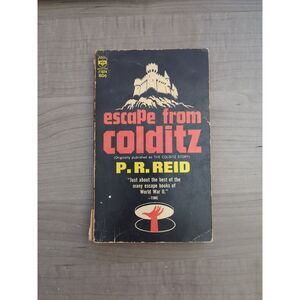 60¢
escape from
colditz
(Originally published as THE COLDITZ STORY)
P. R. REID
"Just about the best of the
many escape books of
World War II."
—TIME